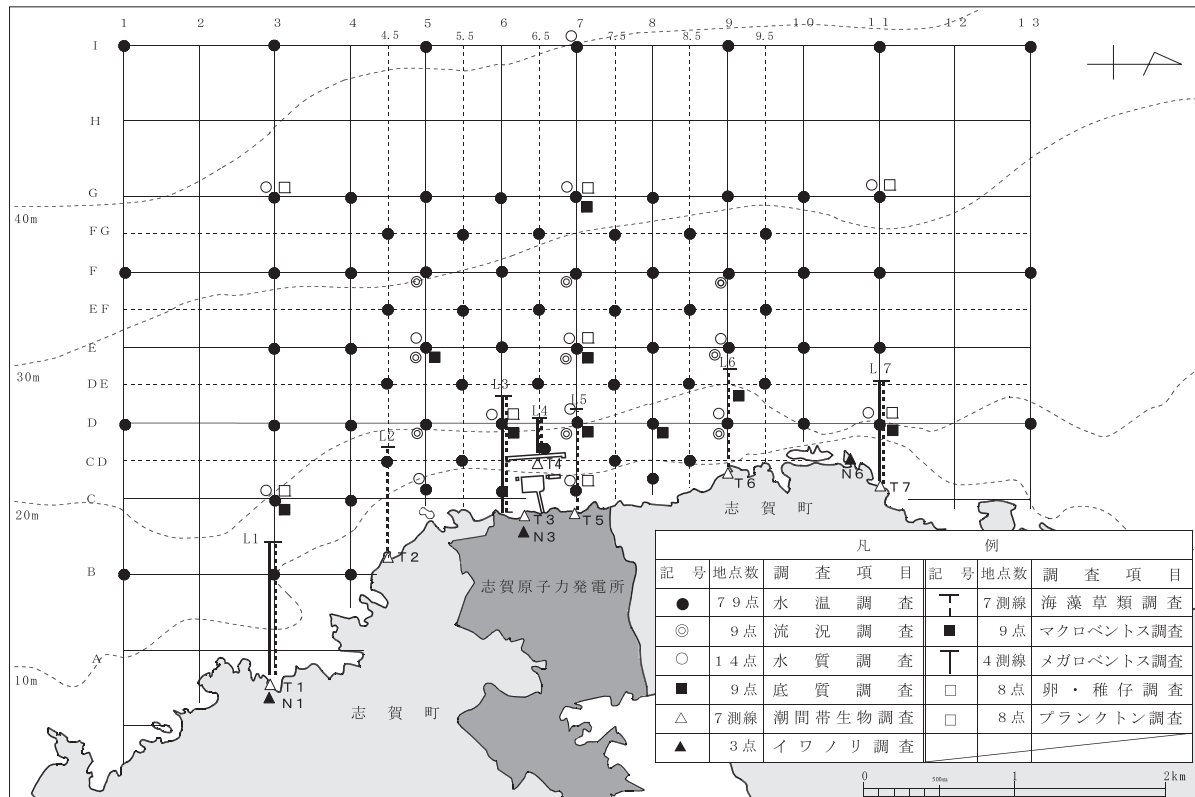 1 2 3 4 5 6 7 8 9 10 11 12 13
4.5 5.5 6.5 7.5 8.5 9.5
I
H
G
40m
FG
F
EF
E
30m
DE
L3 L6 L7
D
L4 L5
L2
CD
T4
N6
T6
T7
C
20m
志賀町
T3 T5
N3
L1
T2
B
志賀原子力発電所
A
10m
T1
N1
志賀町
凡例
記号 地点数 調査項目 記号 地点数 調査項目
● 79点 水温調査 7測線 海藻草類調査
◎ 9点 流況調査 ■ 9点 マクロベントス調査
○ 14点 水質調査 4測線 メガロベントス調査
■ 9点 底質調査 □ 8点 卵・稚仔調査
△ 7測線 潮間帯生物調査 □ 8点 プランクトン調査
▲ 3点 イワノリ調査
0 500m 1 2km